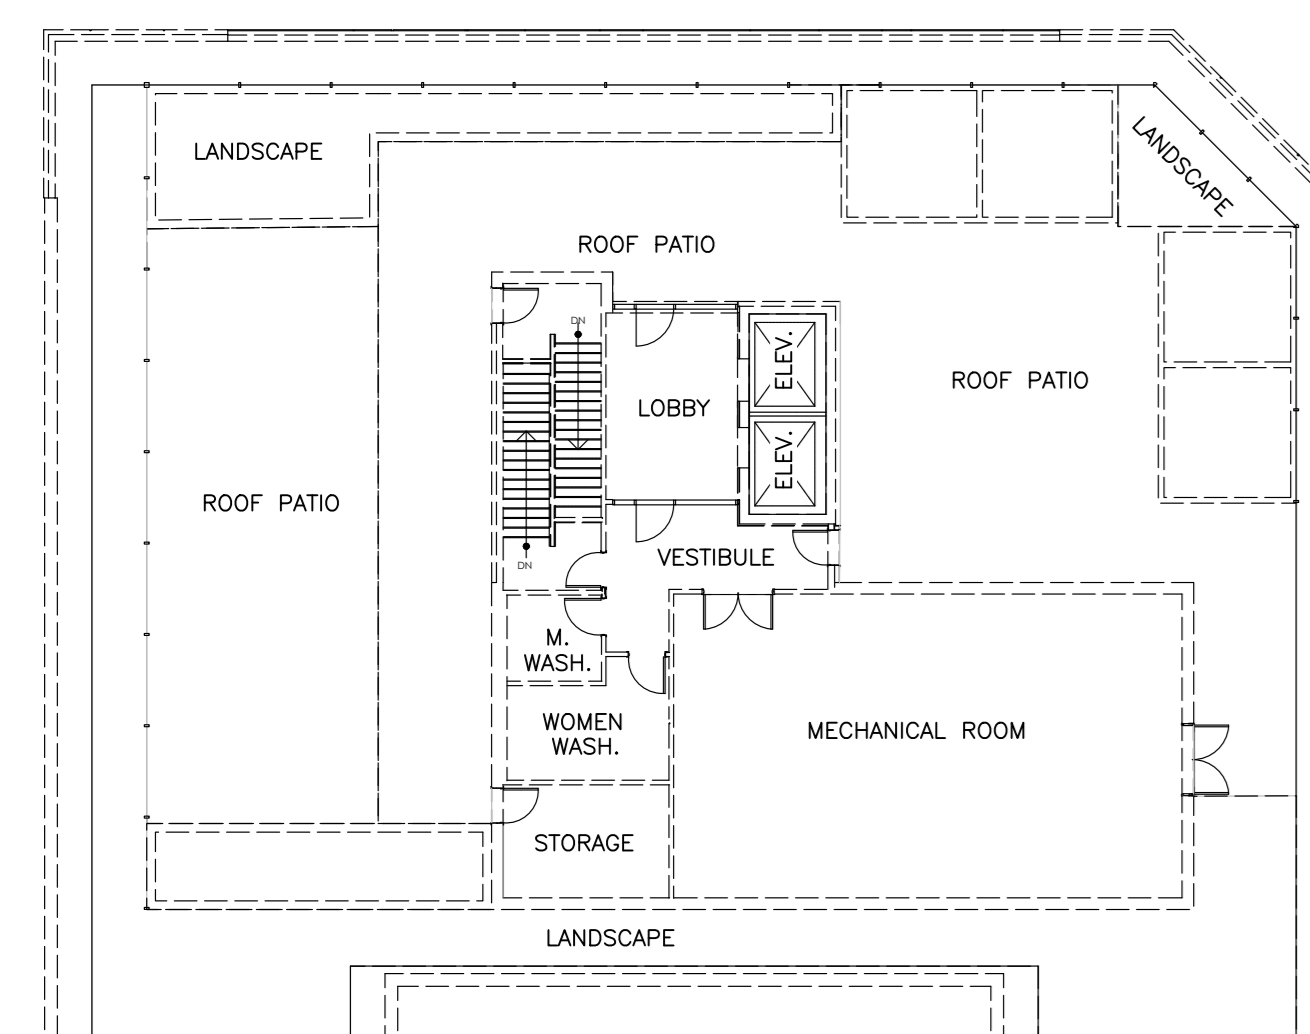 LANDSCAPE
LANDSCAPE
ROOF PATIO
DN
ELEV.
ROOF PATIO
LOBBY
ELEV.
ROOF PATIO
VESTIBULE
DN
M.
WASH.
WOMEN
WASH.
MECHANICAL ROOM
STORAGE
LANDSCAPE